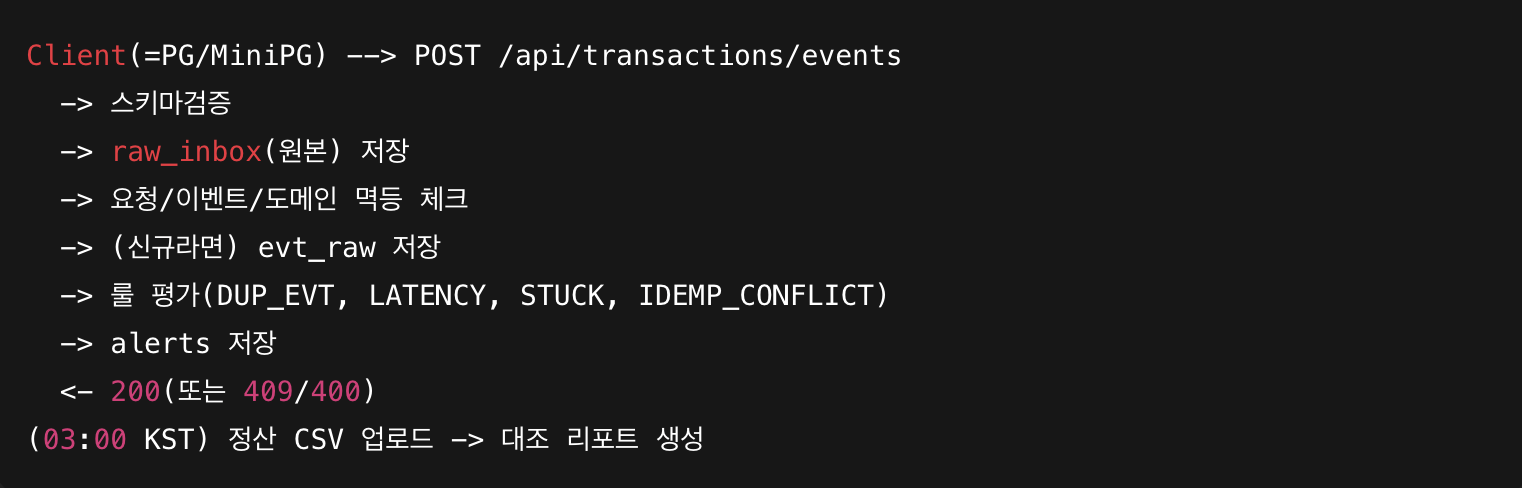 Client(=PG/MiniPG) --> POST /api/transactions/events
-> 스키마검증
-> raw_inbox(원본) 저장
-> 요청/이벤트/도메인 멱등 체크
-> (신규라면) evt_raw 저장
-> 룰 평가(DUP_EVT, LATENCY, STUCK, IDEMP_CONFLICT)
-> alerts 저장
<- 200(또는 409/400)
(03:00 KST) 정산 CSV 업로드 -> 대조 리포트 생성